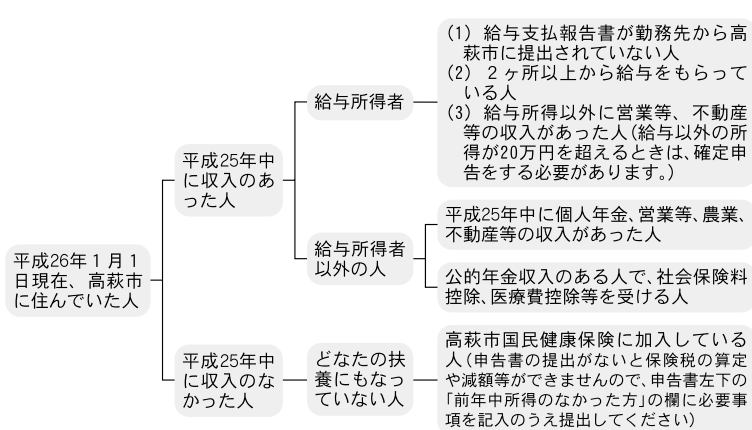 平成26年１月１
日現在、高萩市
に住んでいた人
平成25年中
に収入のあ
った人
給与所得者
(1) 給与支払報告書が勤務先から高
萩市に提出されていない人
(2) ２ヶ所以上から給与をもらって
いる人
(3) 給与所得以外に営業等、不動産
等の収入があった人(給与以外の所
得が20万円を超えるときは、確定申
告をする必要があります。)
給与所得者
以外の人
平成25年中に個人年金、営業等、農業、
不動産等の収入があった人
公的年金収入のある人で、社会保険料
控除、医療費控除等を受ける人
平成25年中
に収入のな
かった人
どなたの扶
養にもなっ
ていない人
高萩市国民健康保険に加入している
人(申告書の提出がないと保険税の算定
や減額等ができませんので、申告書左下の
「前年中所得のなかった方」の欄に必要事
項を記入のうえ提出してください)